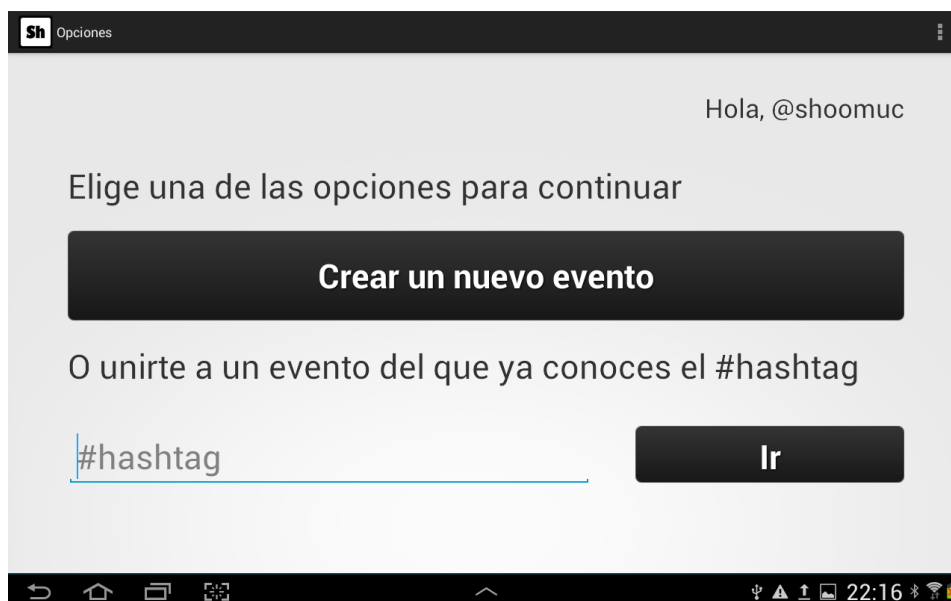 Sh Opciones
Hola, @shoomuc
Elige una de las opciones para continuar
Crear un nuevo evento
O unirte a un evento del que ya conoces el #hashtag
#hashtag Ir
22:16